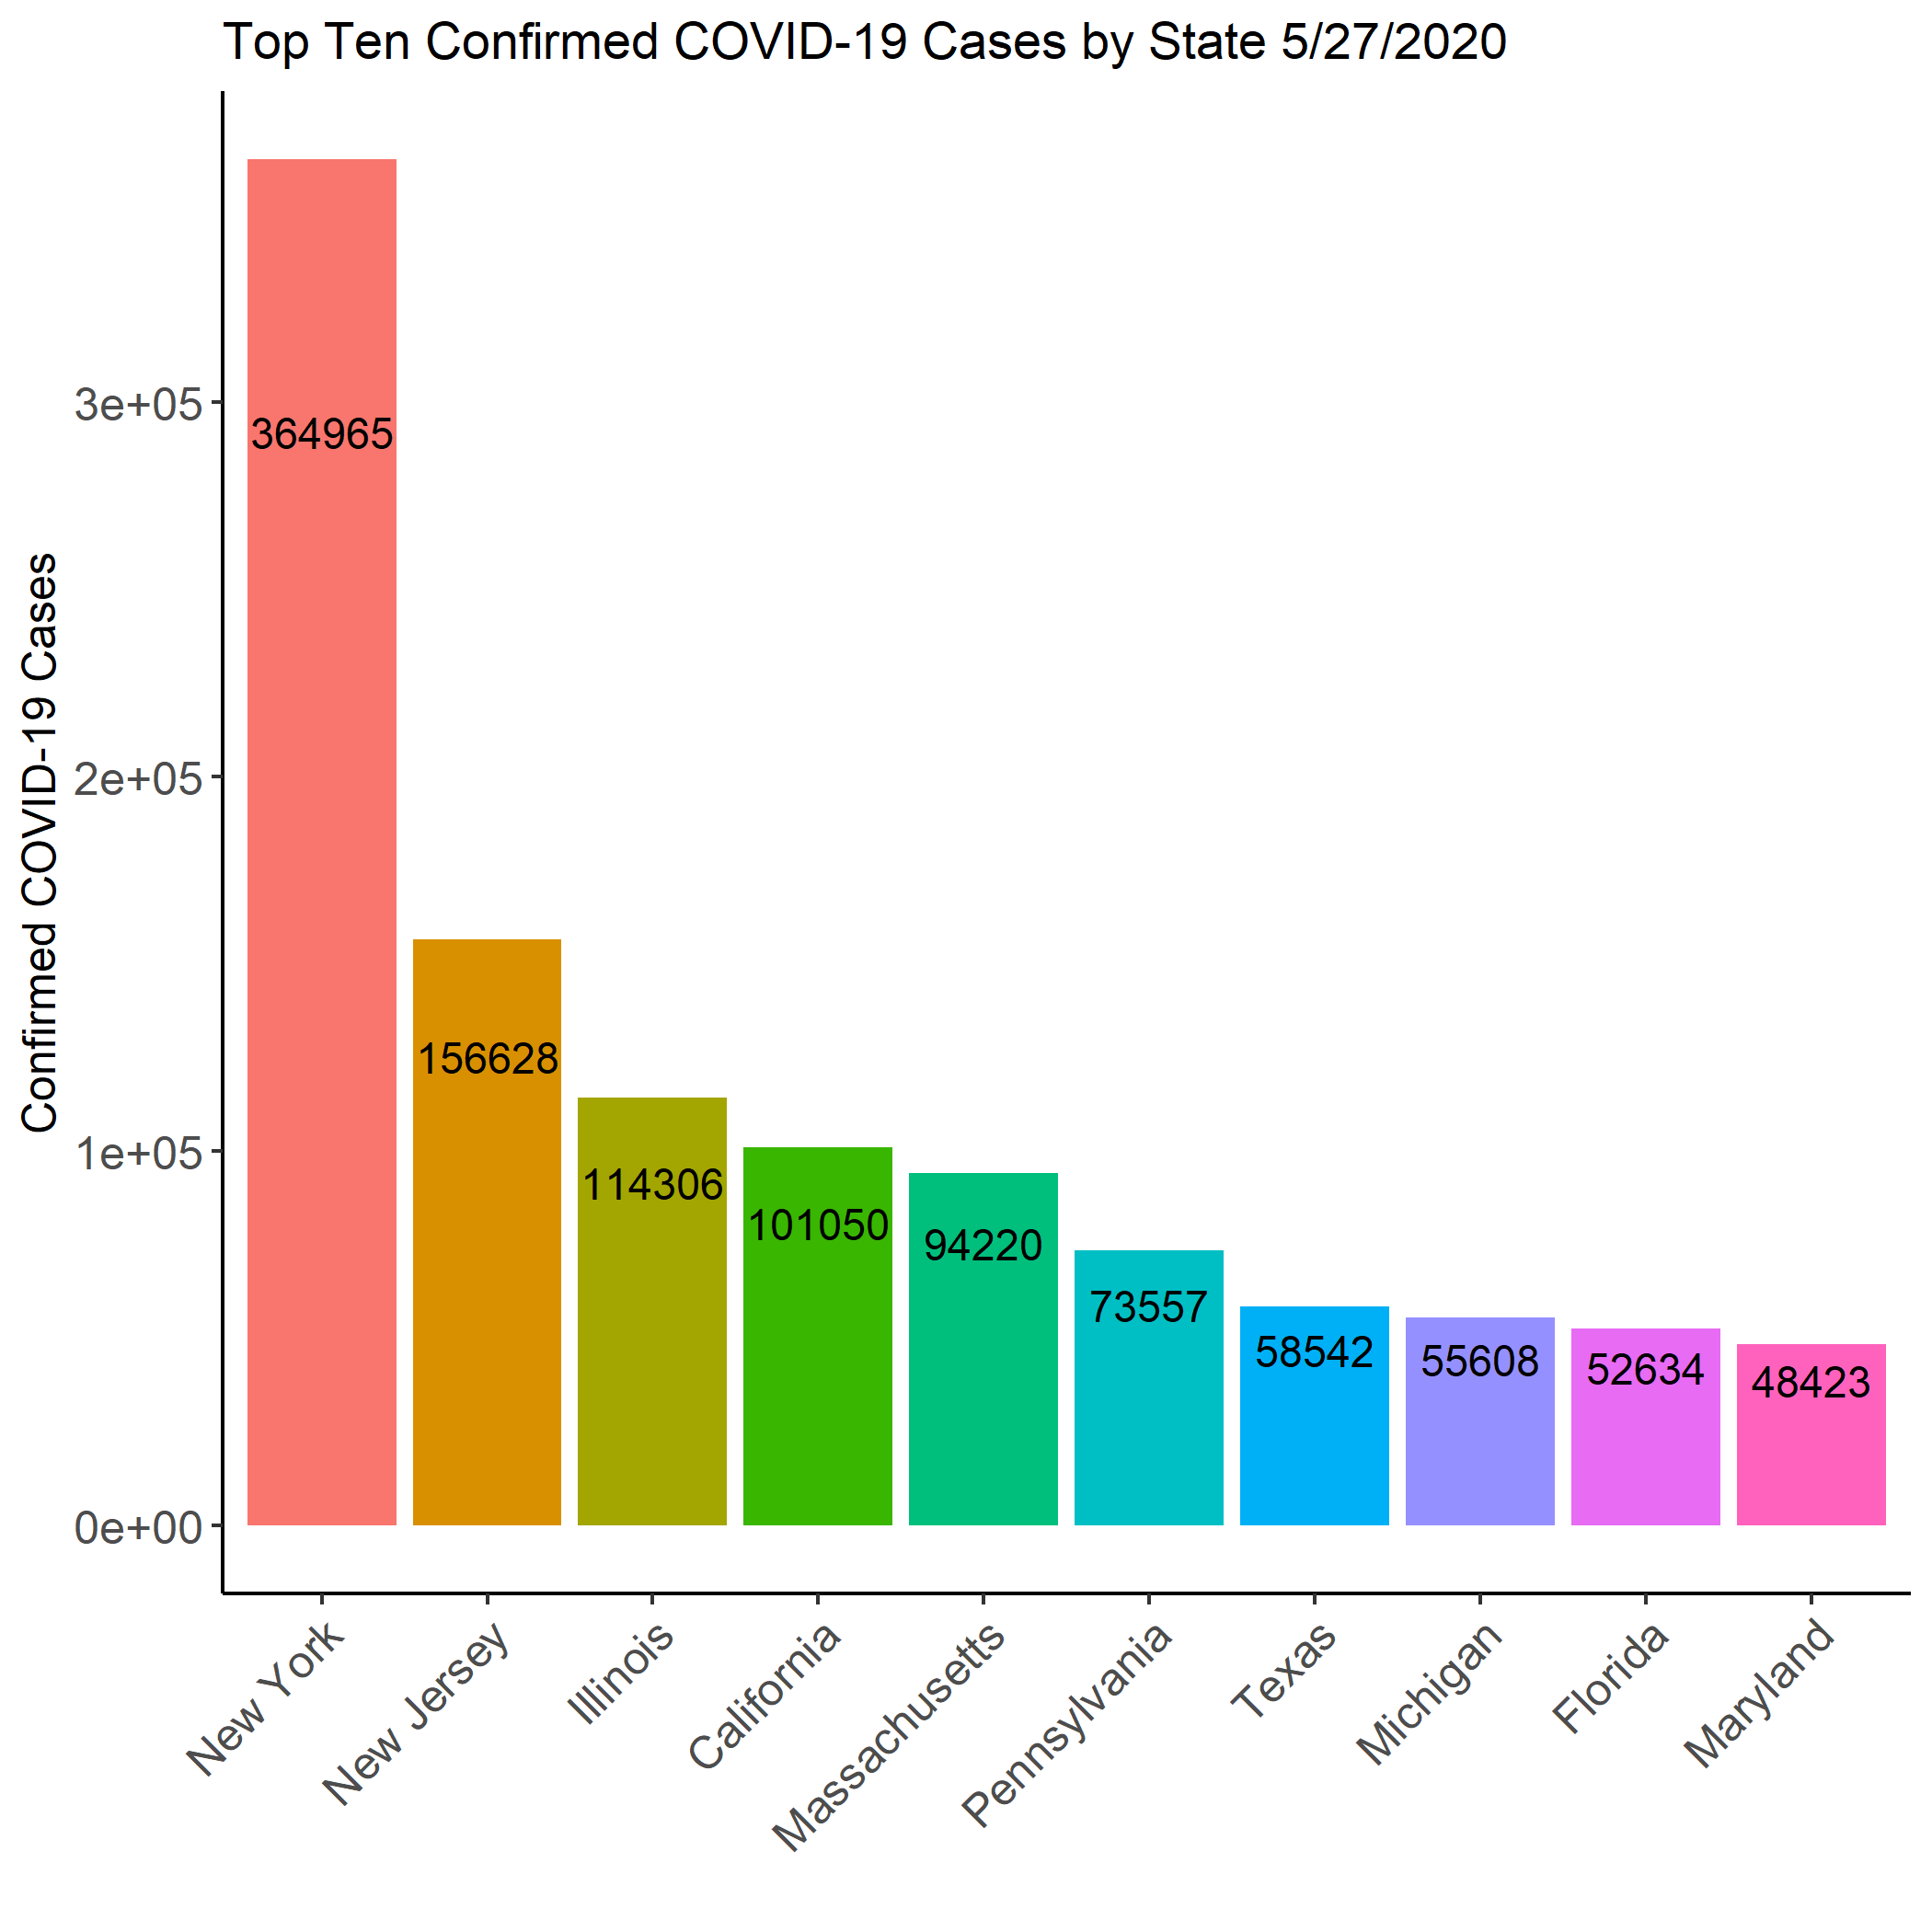 Top Ten Confirmed COVID-19 Cases by State 5/27/2020
Confirmed COVID-19 Cases
3e+05
2e+05
1e+05
0e+00
364965
156628
114306
101050
94220
73557
58542
55608
52634
48423
New York
New Jersey
Illinois
California
Massachusetts
Pennsylvania
Texas
Michigan
Florida
Maryland